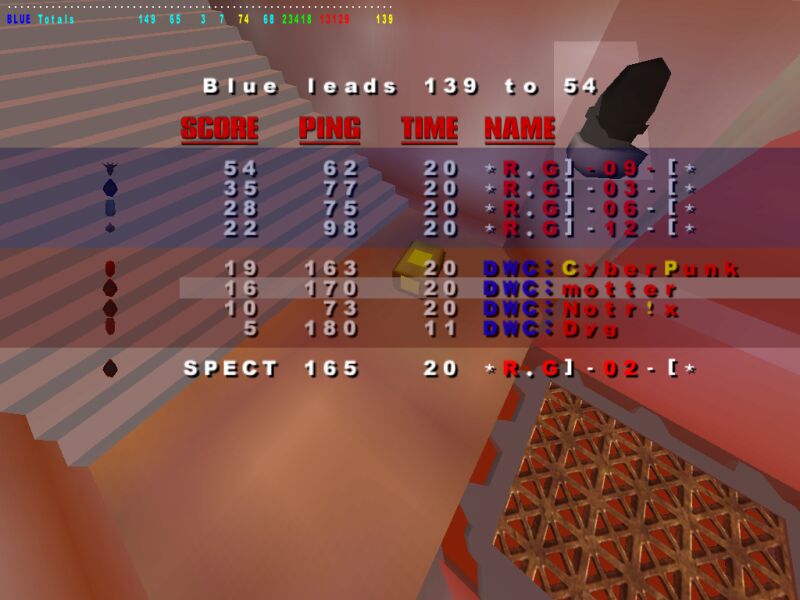 BLUE Totals 149 65 3 7 74 68 23418 13129 139
Blue leads 139 to 54
SCORE PING TIME NAME
54 62 20 *R.G]-09-[*
35 77 20 *R.G]-03-[*
28 75 20 *R.G]-06-[*
22 98 20 *R.G]-12-[*
19 163 20 DWC:CyberPunk
16 170 20 DWC:motter
10 73 20 DWC:Notr!x
5 180 11 DWC:Dyg
SPECT 165 20 *R.G]-02-[*